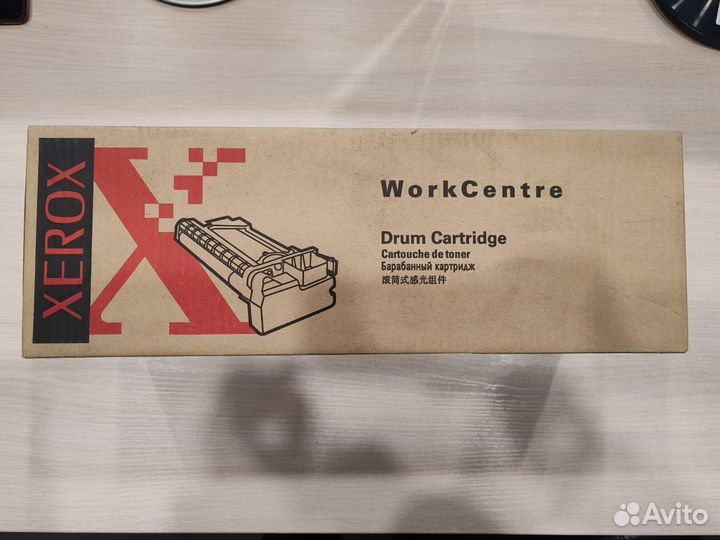 XEROX
WorkCentre
Drum Cartridge
Cartouche de toner
Барабанный картридж
滚筒式感光组件
Avito